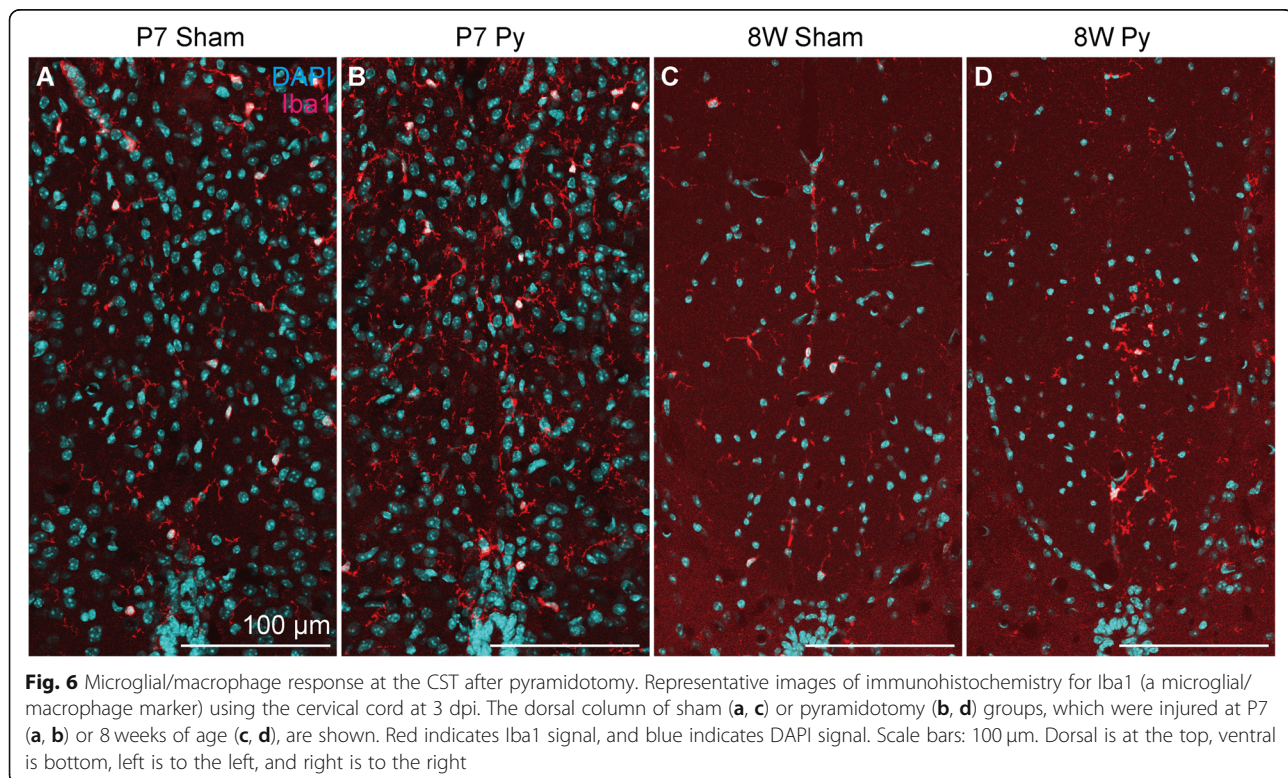 P7 Sham P7 Py 8W Sham 8W Py
A DAPI B C D
Iba1
100 µm
Fig. 6 Microglial/macrophage response at the CST after pyramidotomy. Representative images of immunohistochemistry for Iba1 (a microglial/
macrophage marker) using the cervical cord at 3 dpi. The dorsal column of sham (a, c) or pyramidotomy (b, d) groups, which were injured at P7
(a, b) or 8 weeks of age (c, d), are shown. Red indicates Iba1 signal, and blue indicates DAPI signal. Scale bars: 100 µm. Dorsal is at the top, ventral
is bottom, left is to the left, and right is to the right